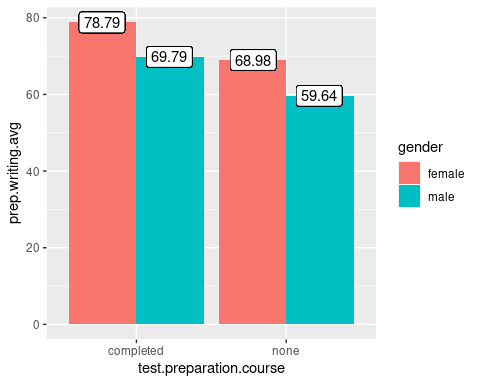 80
60
40
20
0
prep.writing.avg
78.79
69.79
68.98
59.64
completed
none
test.preparation.course
gender
female
male